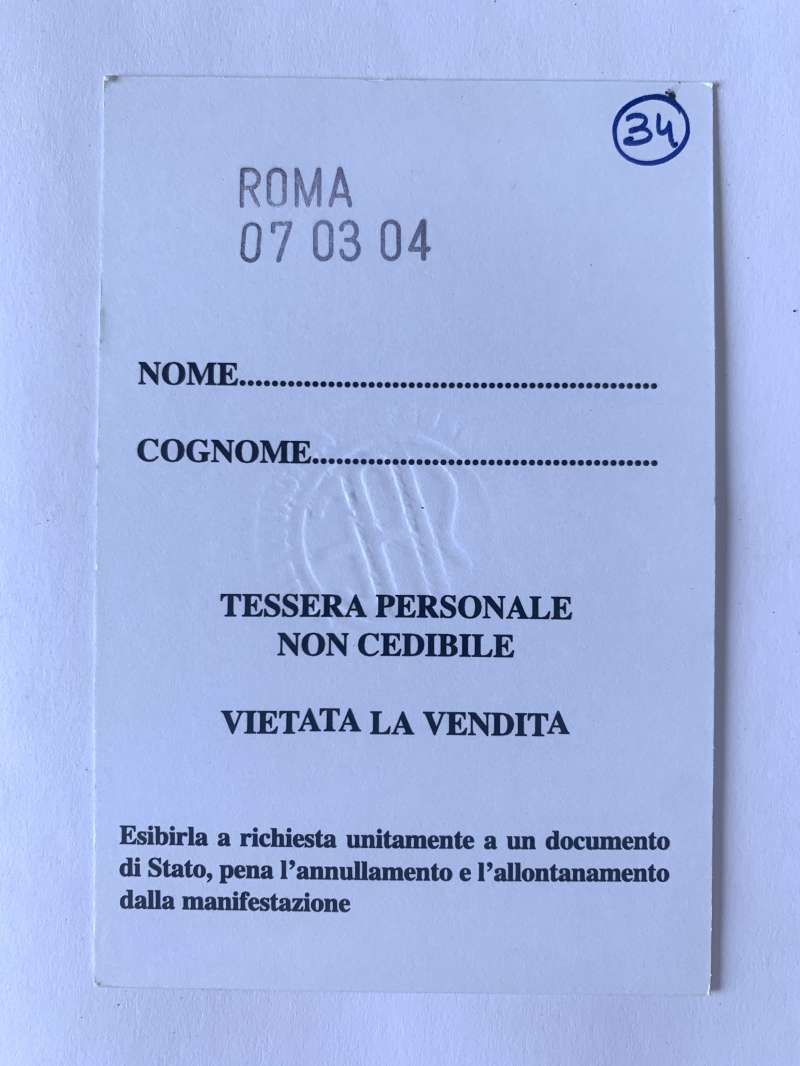 34
ROMA
07 03 04
NOME....................................................
COGNOME...........................................
TESSERA PERSONALE
NON CEDIBILE
VIETATA LA VENDITA
Esibirla a richiesta unitamente a un documento
di Stato, pena l'annullamento e l'allontanamento
dalla manifestazione